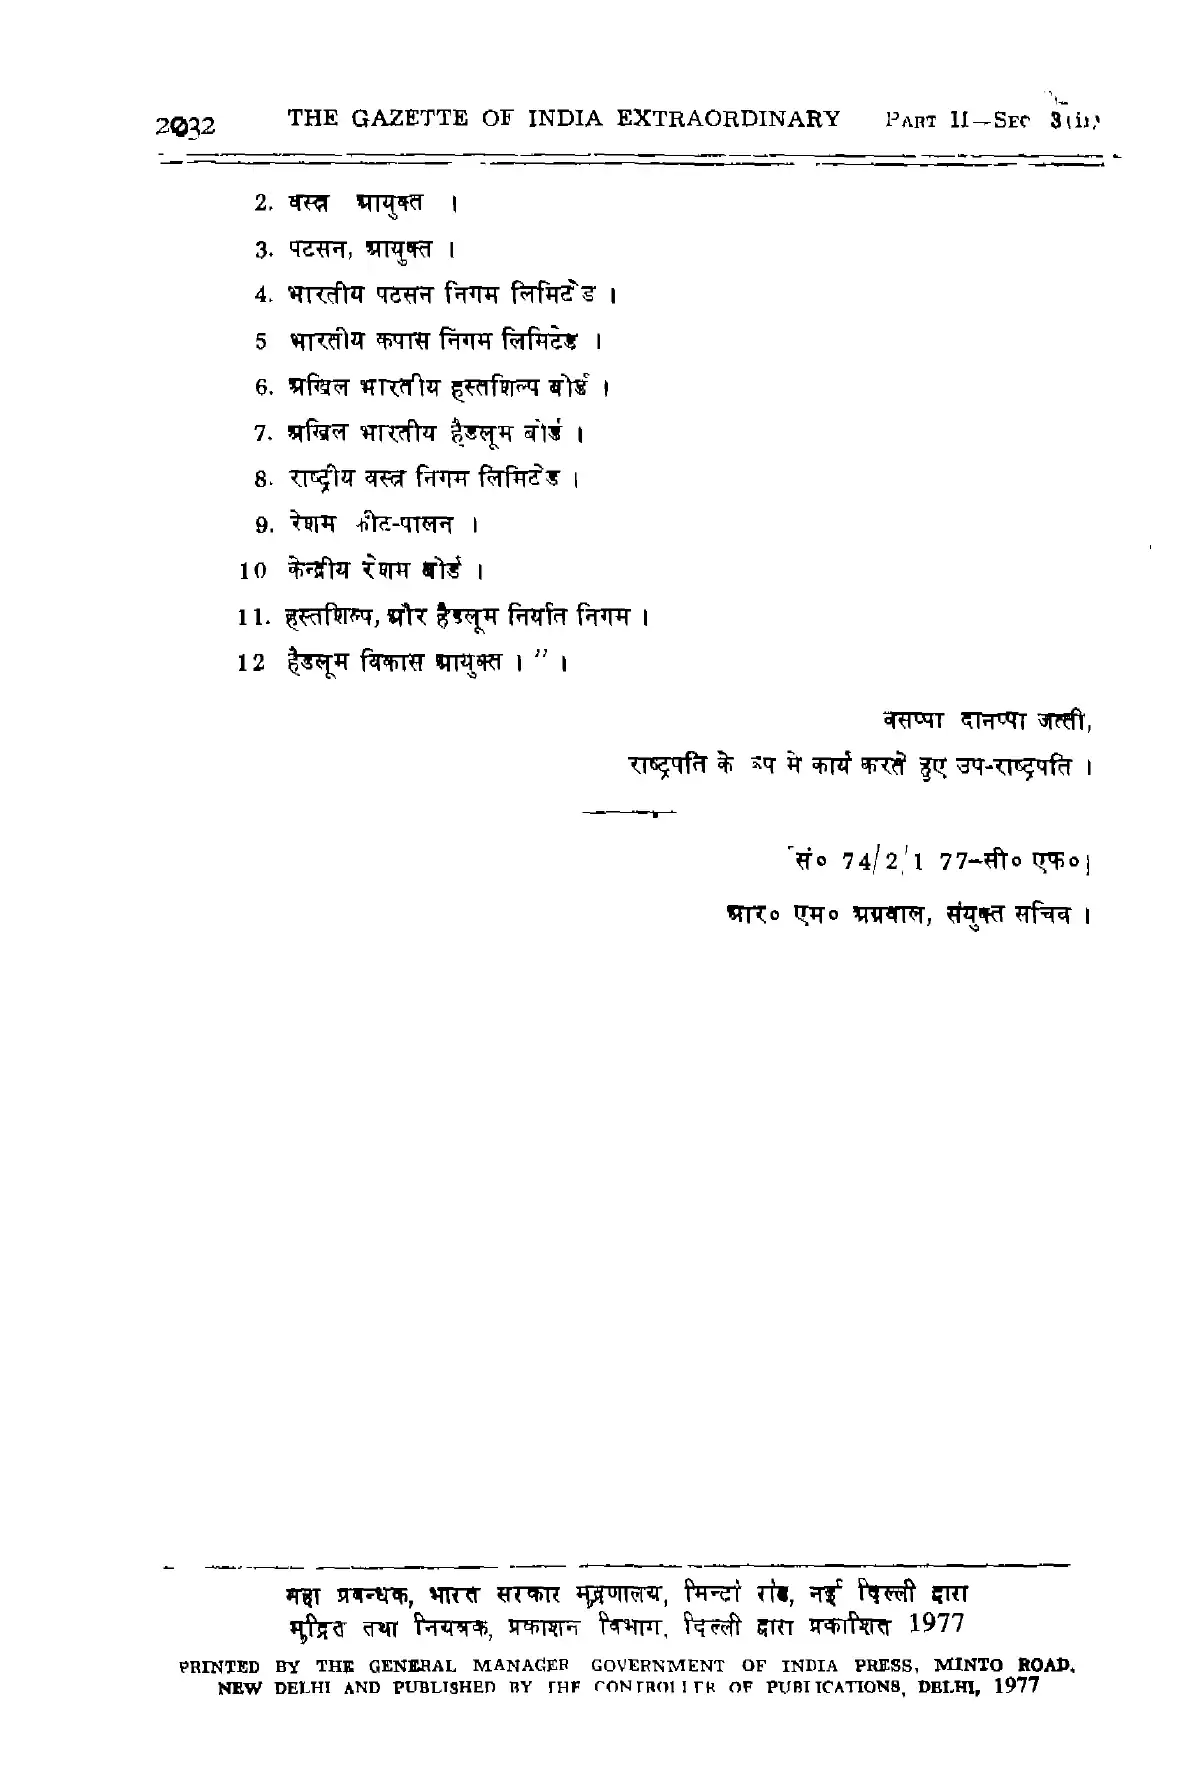 2032 THE GAZETTE OF INDIA EXTRAORDINARY PART II—SEC 3(ii)
2. वस्त्र आयुक्त ।
3. पटसन, आयुक्त ।
4. भारतीय पटसन निगम लिमिटेड ।
5 भारतीय कपास निगम लिमिटेड ।
6. अखिल भारतीय हस्तशिल्प बोर्ड ।
7. अखिल भारतीय हैंडलूम बोर्ड ।
8. राष्ट्रीय वस्त्र निगम लिमिटेड ।
9. रेशम कीट-पालन ।
10 केन्द्रीय रेशम बोर्ड ।
11. हस्तशिल्प, और हैडलूम निर्यात निगम ।
12 हैडलूम विकास आयुक्त । " ।
बसप्पा दानप्पा जत्ती,
राष्ट्रपति के रूप मे कार्य करते हुए उप-राष्ट्रपति ।
[सं० 74/2/1 77-सी० एफ०]
आर० एम० अग्रवाल, संयुक्त सचिव ।
महा प्रबन्धक, भारत सरकार मुद्रणालय, मिन्टो रोड, नई दिल्ली द्वारा
मुद्रित तथा नियंत्रक, प्रकाशन विभाग, दिल्ली द्वारा प्रकाशित 1977
PRINTED BY THE GENERAL MANAGER GOVERNMENT OF INDIA PRESS, MINTO ROAD,
NEW DELHI AND PUBLISHED BY THE CONTROLLER OF PUBLICATIONS, DELHI, 1977